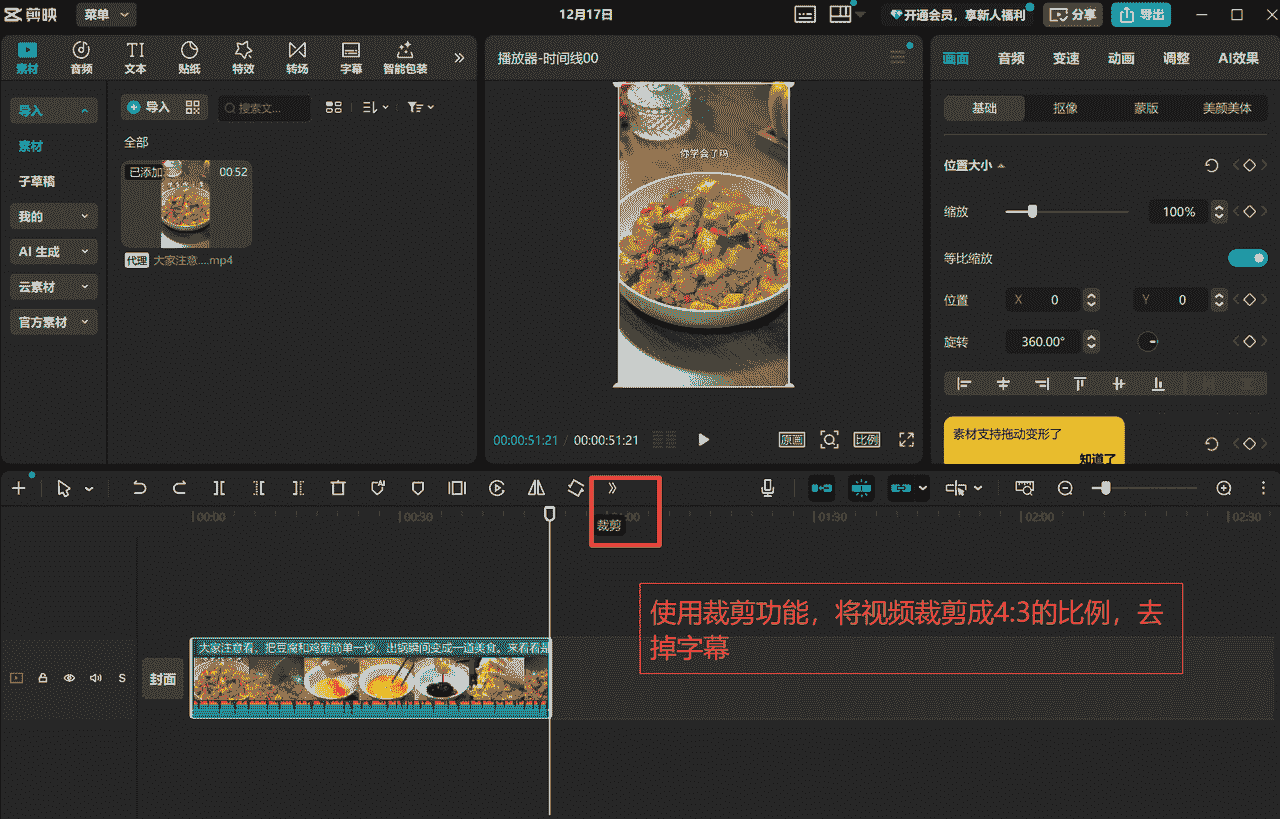 剪映
菜单
12月17日
开通会员，享新人福利
分享
导出
素材
音频
文本
贴纸
特效
转场
字幕
智能包装
导入
素材
子草稿
我的
AI 生成
云素材
官方素材
导入
搜索文...
全部
已添加
00:52
代理
大家注意....mp4
播放器-时间线00
你学会了吗
00:00:51:21 / 00:00:51:21
原画
比例
画面
音频
变速
动画
调整
AI效果
基础
抠像
蒙版
美颜美体
位置大小
缩放
100%
等比缩放
位置
X 0
Y 0
旋转
360.00°
素材支持拖动变形了
知道了
00:00
00:30
01:30
02:00
02:30
裁剪
使用裁剪功能，将视频裁剪成4:3的比例，去
掉字幕
S
封面
大家注意看，把豆腐和鸡蛋简单一炒，出锅瞬间变成一道美食。来看看是